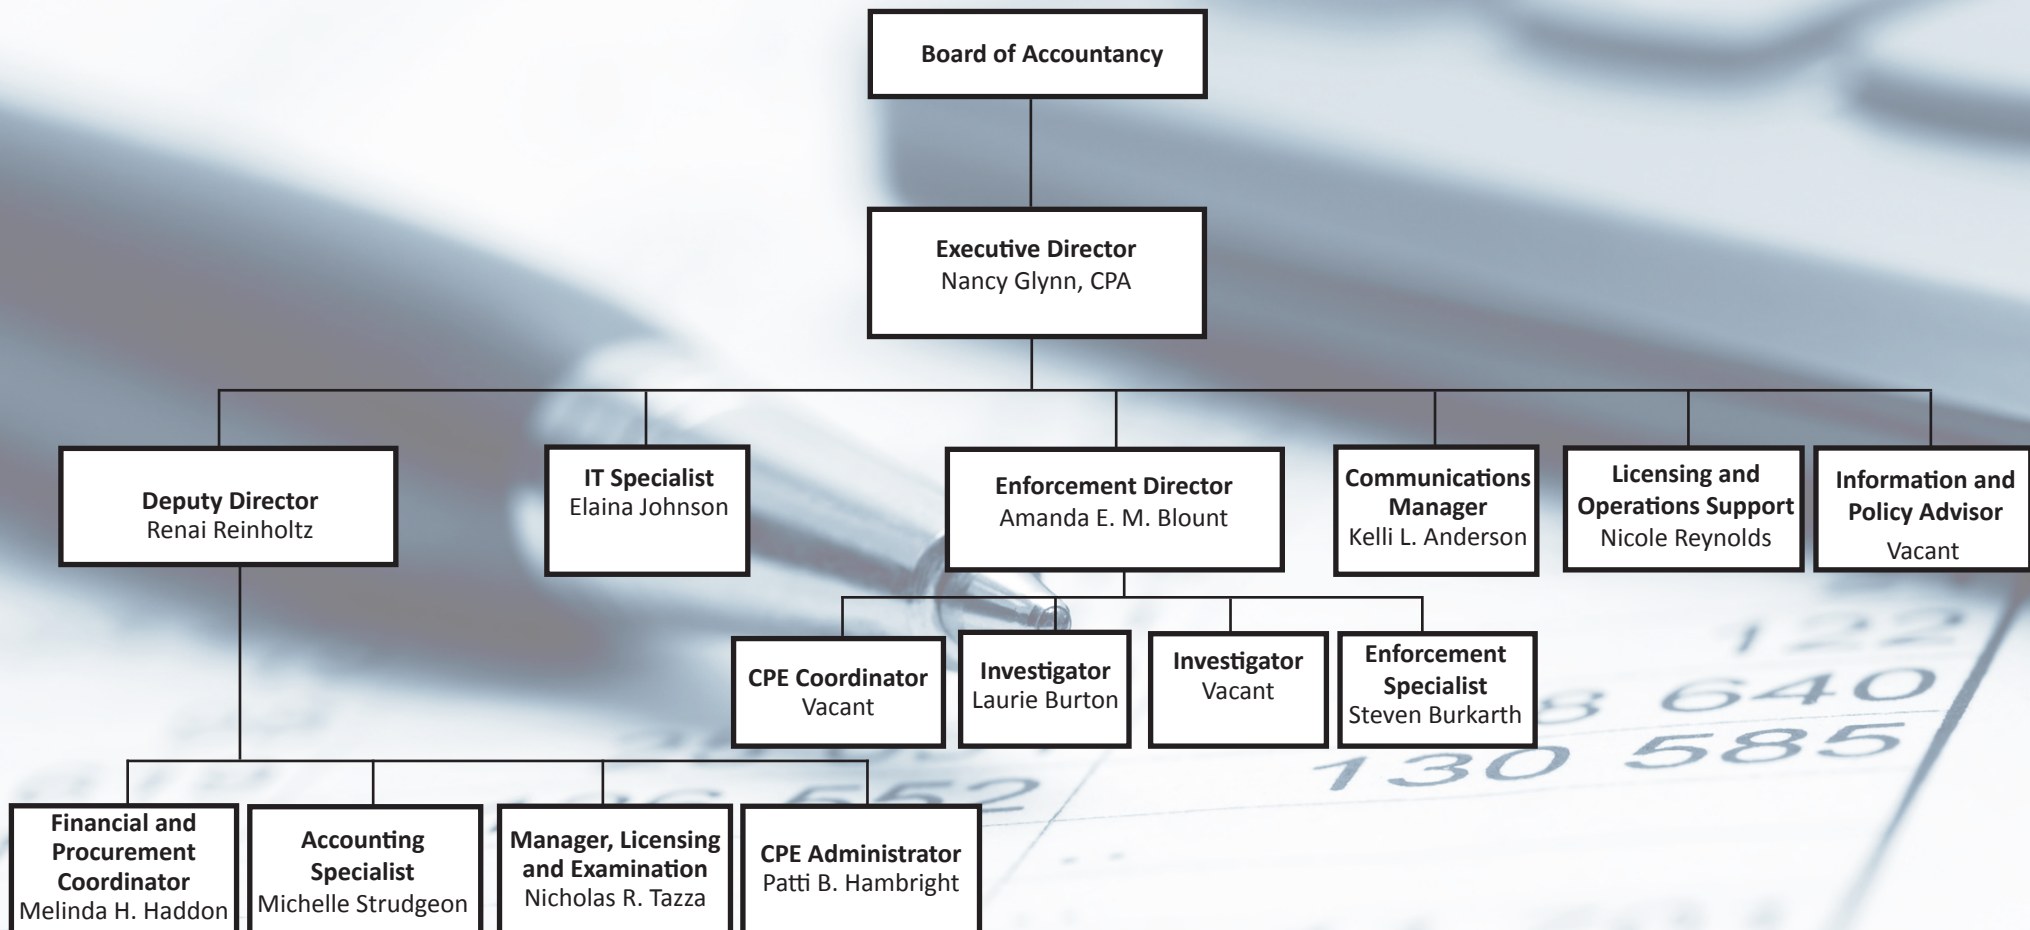 Board of Accountancy
Executive Director
Nancy Glynn, CPA
Deputy Director
Renai Reinholtz
IT Specialist
Elaina Johnson
Enforcement Director
Amanda E. M. Blount
Communications
Manager
Kelli L. Anderson
Licensing and
Operations Support
Nicole Reynolds
Information and
Policy Advisor
Vacant
CPE Coordinator
Vacant
Investigator
Laurie Burton
Investigator
Vacant
Enforcement
Specialist
Steven Burkarth
Financial and
Procurement
Coordinator
Melinda H. Haddon
Accounting
Specialist
Michelle Strudgeon
Manager, Licensing
and Examination
Nicholas R. Tazza
CPE Administrator
Patti B. Hambright
122
8 640
130 585
552